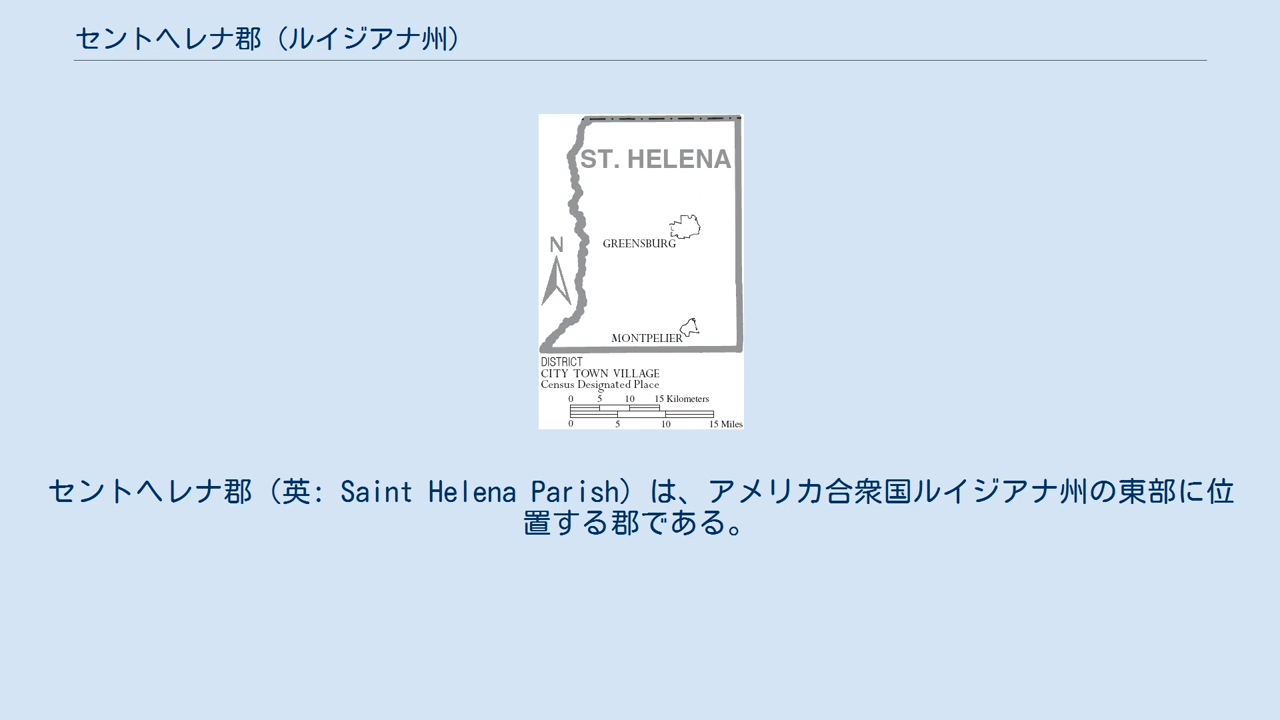 セントヘレナ郡（ルイジアナ州）
ST. HELENA
GREENSBURG
N
MONTPELIER
DISTRICT
CITY TOWN VILLAGE
Census Designated Place
0 5 10 15 Kilometers
0 5 10 15 Miles
セントヘレナ郡（英: Saint Helena Parish）は、アメリカ合衆国ルイジアナ州の東部に位
置する郡である。